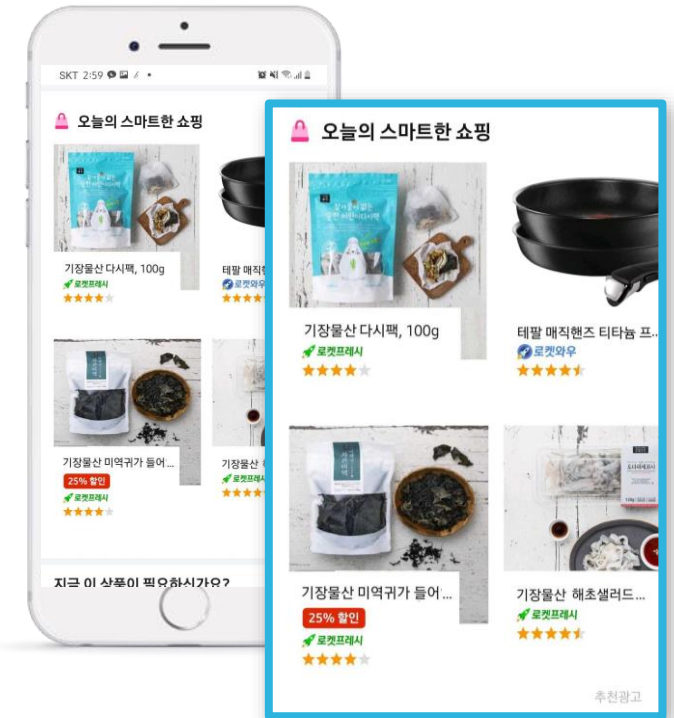 SKT 2:59
오늘의 스마트한 쇼핑
기장물산 다시팩, 100g
로켓프레시
테팔 매직핸
로켓와우
기장물산 미역귀가 들어...
25% 할인
로켓프레시
기장물산
로켓프레시
지금 이 상품이 필요하신가요?
오늘의 스마트한 쇼핑
기장물산 다시팩, 100g
로켓프레시
테팔 매직핸즈 티타늄 프...
로켓와우
기장물산 미역귀가 들어...
25% 할인
로켓프레시
기장물산 해초샐러드...
로켓프레시
추천광고